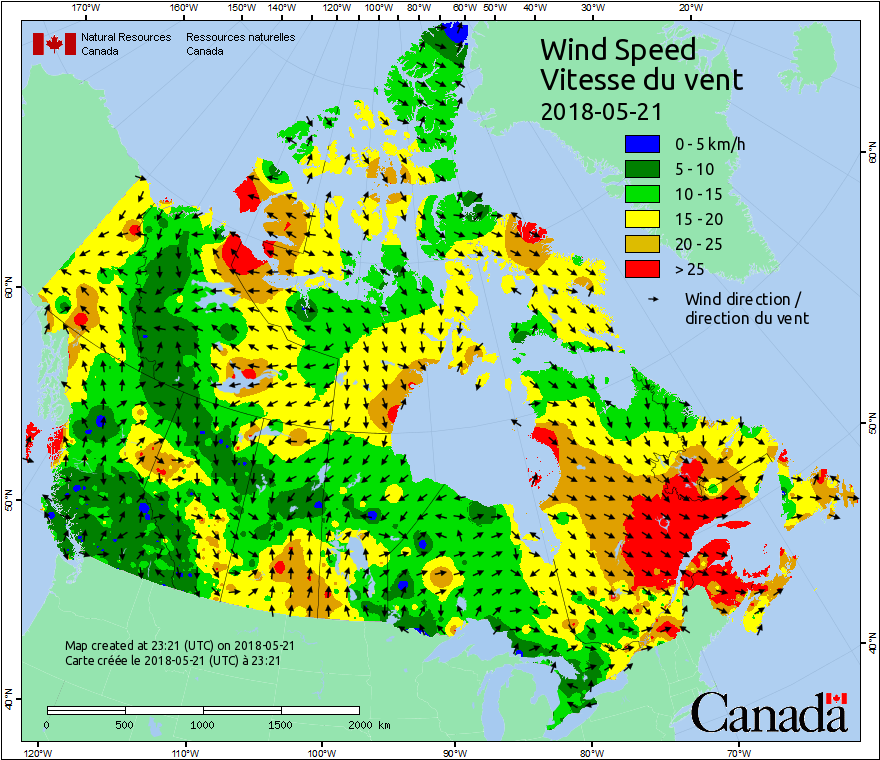 170°W 160°W 150°W 140°W 130°W 120°W 110°W 100°W 90°W 80°W 70°W 60°W 50°W 40°W 30°W 20°W
Natural Resources Ressources naturelles
Canada Canada
Wind Speed
Vitesse du vent
2018-05-21
0 - 5 km/h
5 - 10
10 - 15
15 - 20
20 - 25
> 25
Wind direction /
direction du vent
60°N
60°N
50°N
50°N
40°N
40°N
Map created at 23:21 (UTC) on 2018-05-21
Carte créée le 2018-05-21 (UTC) à 23:21
0 500 1000 1500 2000 km
Canada
120°W 110°W 100°W 90°W 80°W 70°W